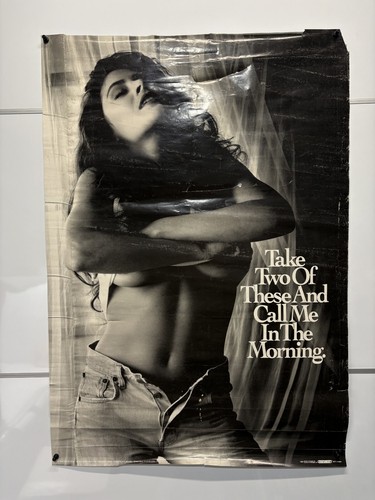 Take
Two Of
These And
Call Me
In The
Morning.